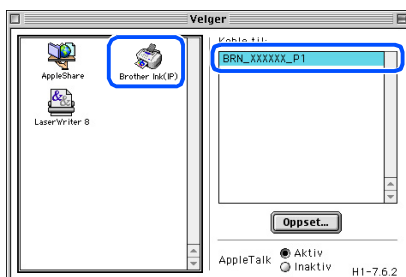 Velger
AppleShare
Brother Ink(IP)
LaserWriter 8
Koble til:
BRN_XXXXXX_P1
Oppset...
AppleTalk
Aktiv
Inaktiv
H1-7.6.2